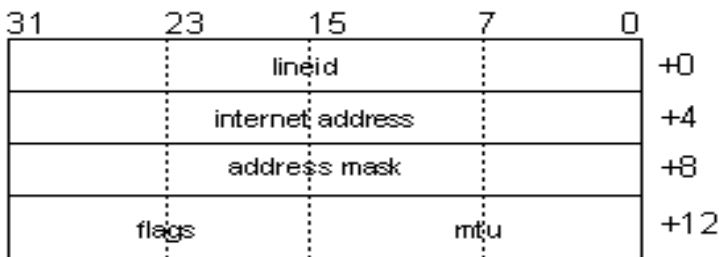 31 23 15 7 0
lineid +0
internet address +4
address mask +8
flags mtu +12